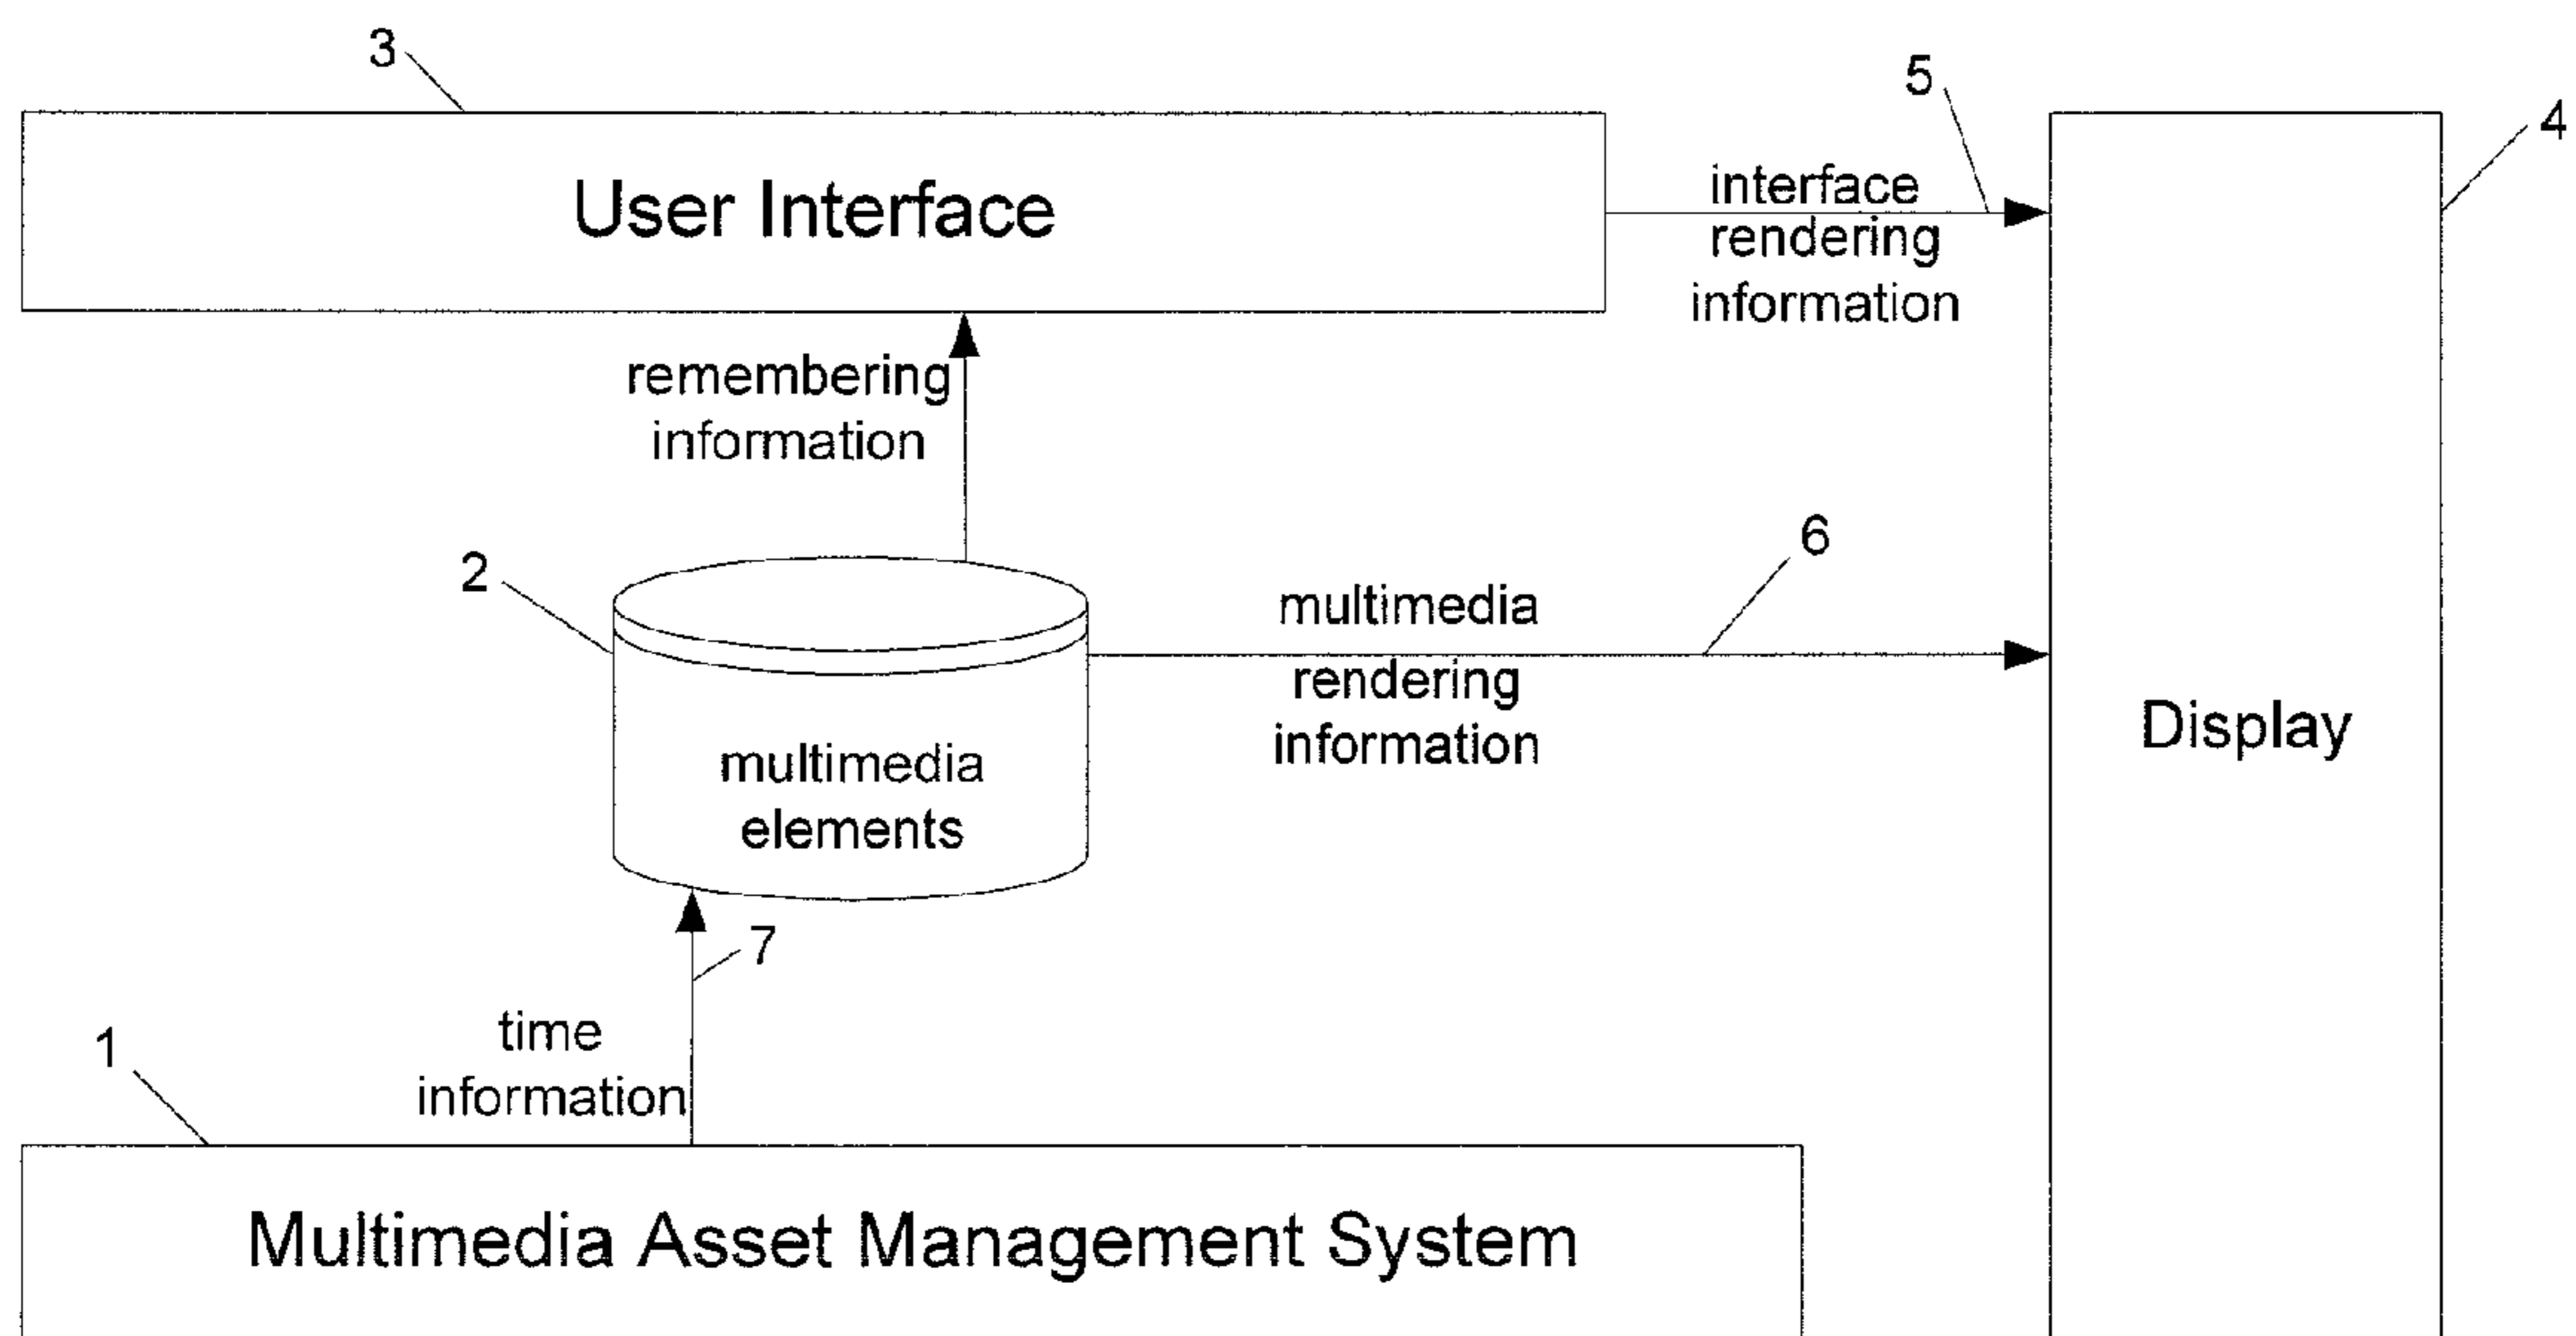 3
5
4
User Interface
interface
rendering
information
remembering
information
2
6
multimedia
rendering
information
Display
multimedia
elements
7
time
information
1
Multimedia Asset Management System